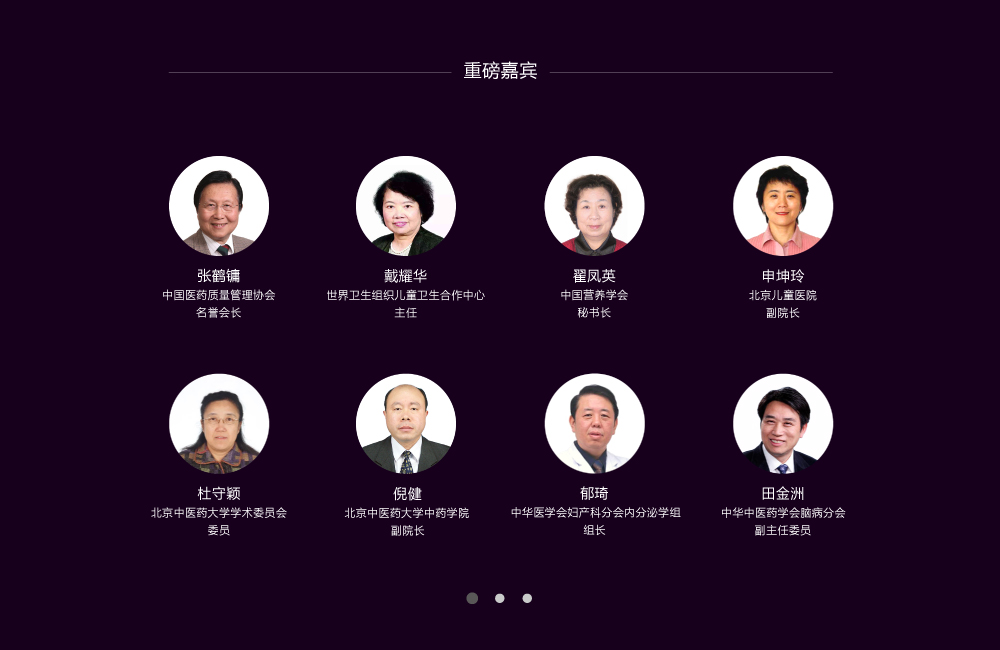 重磅嘉宾
张鹤镛
中国医药质量管理协会
名誉会长
戴耀华
世界卫生组织儿童卫生合作中心
主任
翟凤英
中国营养学会
秘书长
申坤玲
北京儿童医院
副院长
杜守颖
北京中医药大学学术委员会
委员
倪健
北京中医药大学中药学院
副院长
郁琦
中华医学会妇产科分会内分泌学组
组长
田金洲
中华中医药学会脑病分会
副主任委员